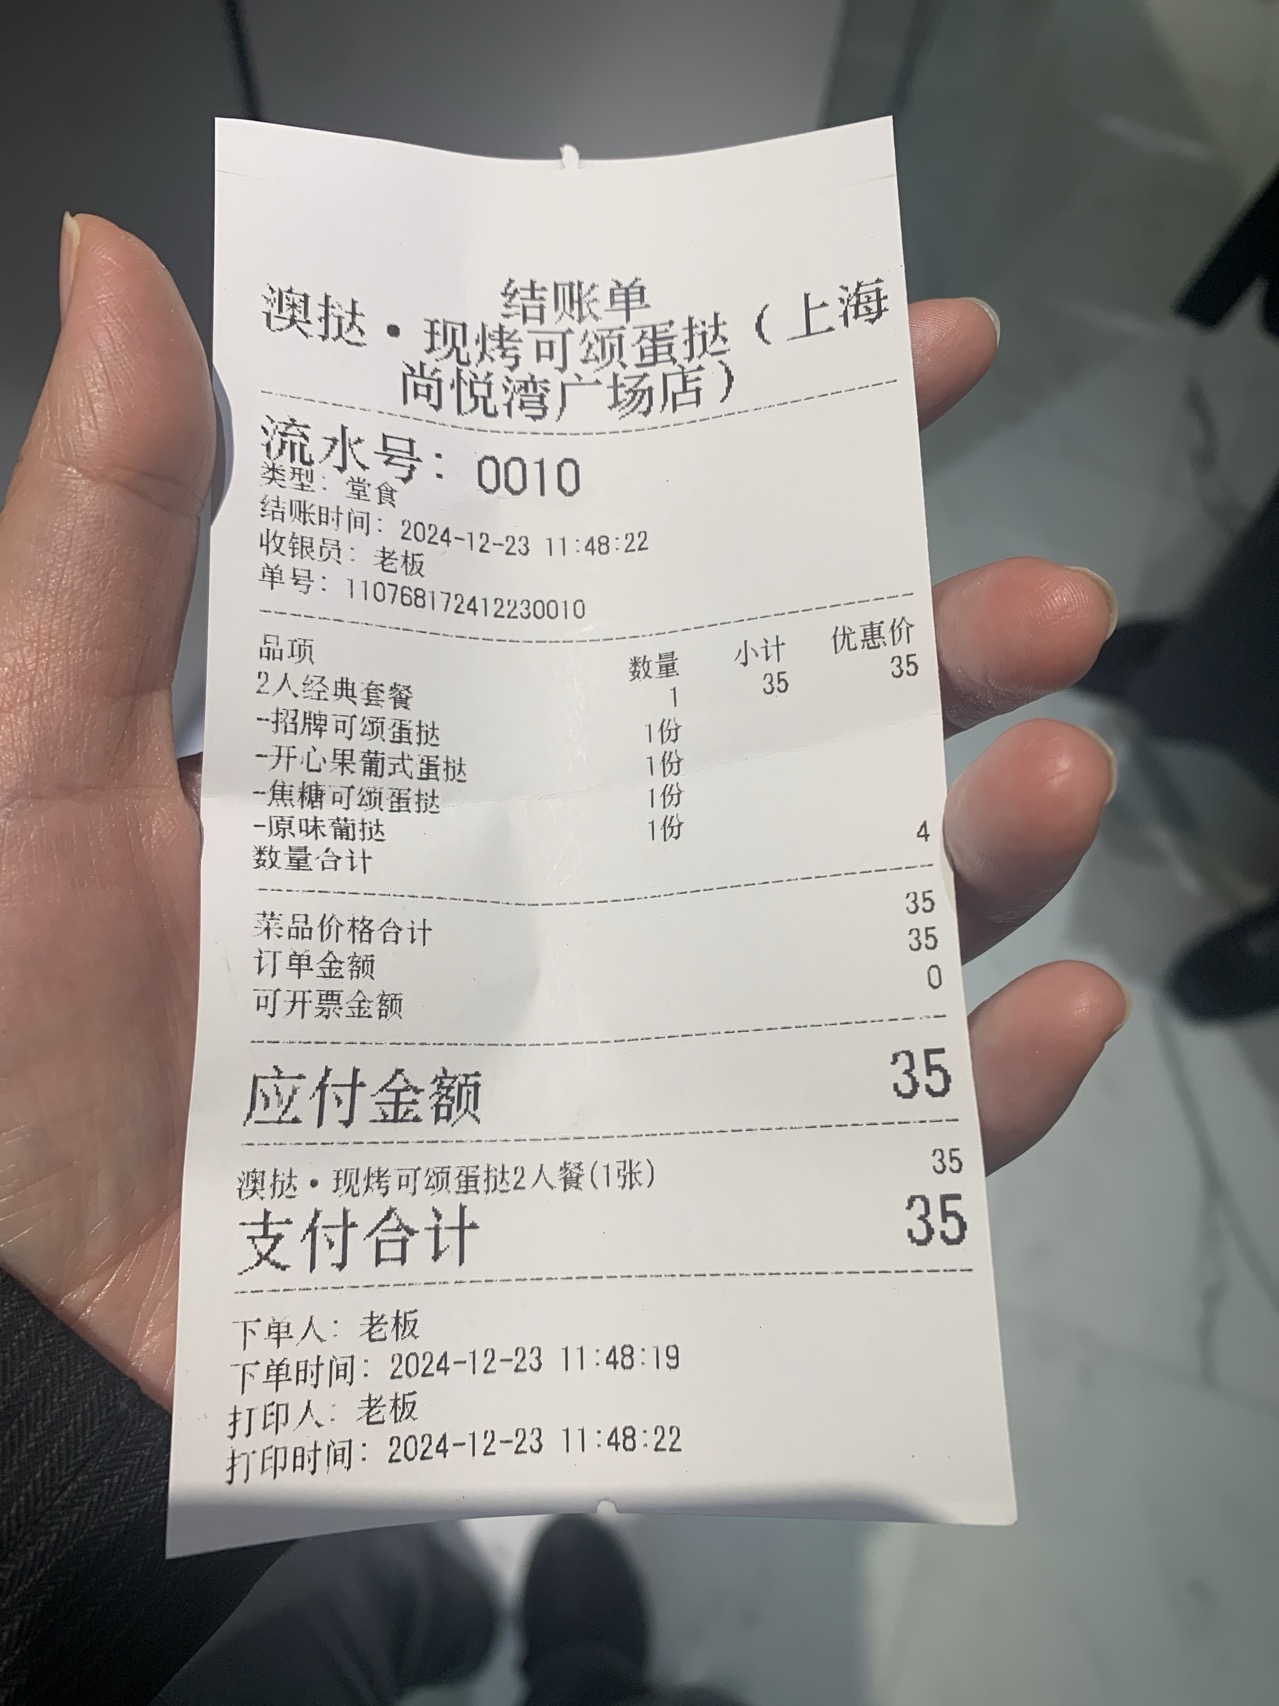 结账单
澳挞·现烤可颂蛋挞(上海
尚悦湾广场店)
流水号: 0010
类型: 堂食
结账时间: 2024-12-23 11:48:22
收银员: 老板
单号: 110768172412230010
品项 数量 小计 优惠价
2人经典套餐 1 35 35
-招牌可颂蛋挞 1份
-开心果葡式蛋挞 1份
-焦糖可颂蛋挞 1份
-原味葡挞 1份
数量合计 4
菜品价格合计 35
订单金额 35
可开票金额 0
应付金额 35
澳挞·现烤可颂蛋挞2人餐(1张) 35
支付合计 35
下单人: 老板
下单时间: 2024-12-23 11:48:19
打印人: 老板
打印时间: 2024-12-23 11:48:22